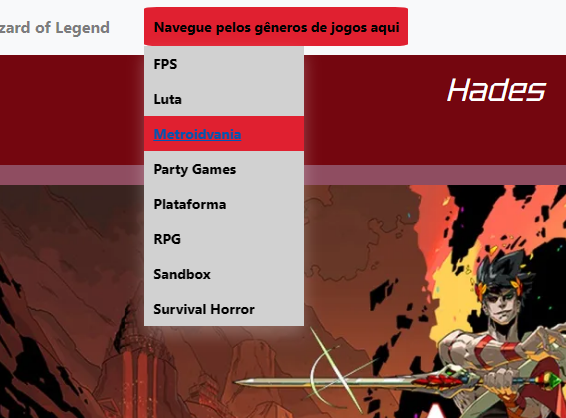 zard of Legend
Navegue pelos gêneros de jogos aqui
FPS
Hades
Luta
Metroidvania
Party Games
Plataforma
RPG
Sandbox
Survival Horror